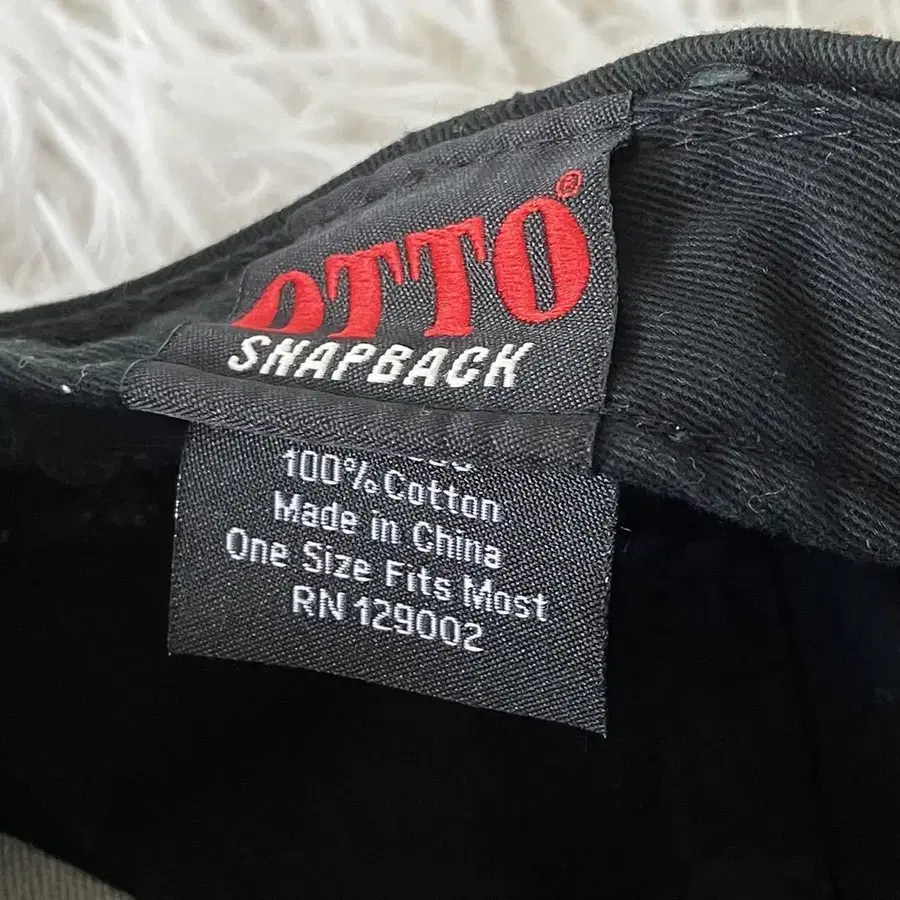 OTTO®
SNAPBACK
100% Cotton
Made in China
One Size Fits Most
RN 129002